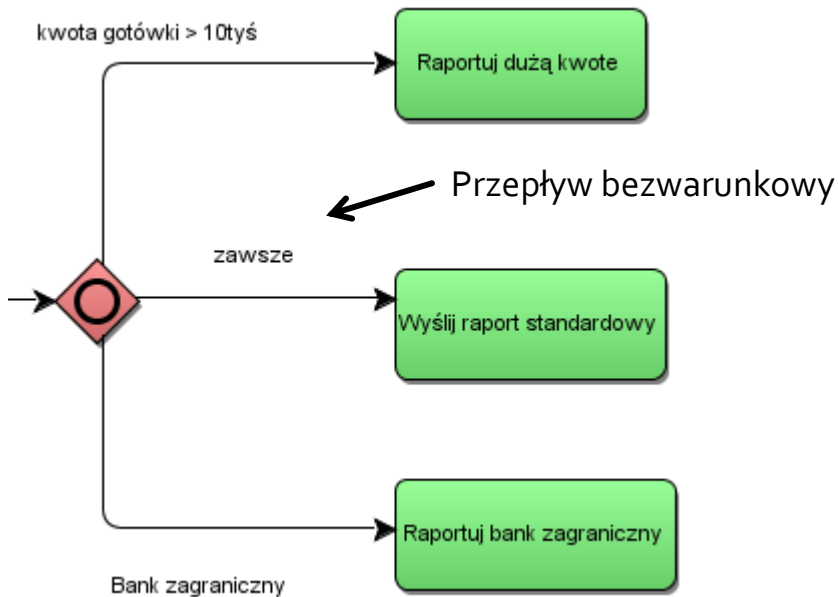 kwota gotówki > 10tyś
Raportuj dużą kwote
Przepływ bezwarunkowy
zawsze
Wyślij raport standardowy
Raportuj bank zagraniczny
Bank zagraniczny